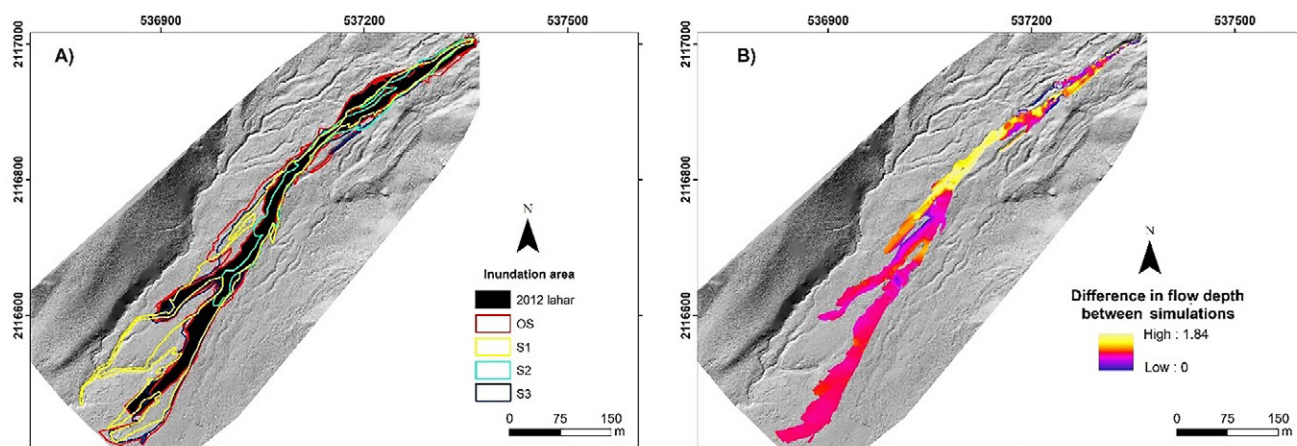 536900 537200 537500
2117000
2116800
2116600
A)
N
Inundation area
2012 lahar
OS
S1
S2
S3
0 75 150
m
536900 537200 537500
2117000
2116800
2116600
B)
N
Difference in flow depth
between simulations
High : 1.84
Low : 0
0 75 150
m